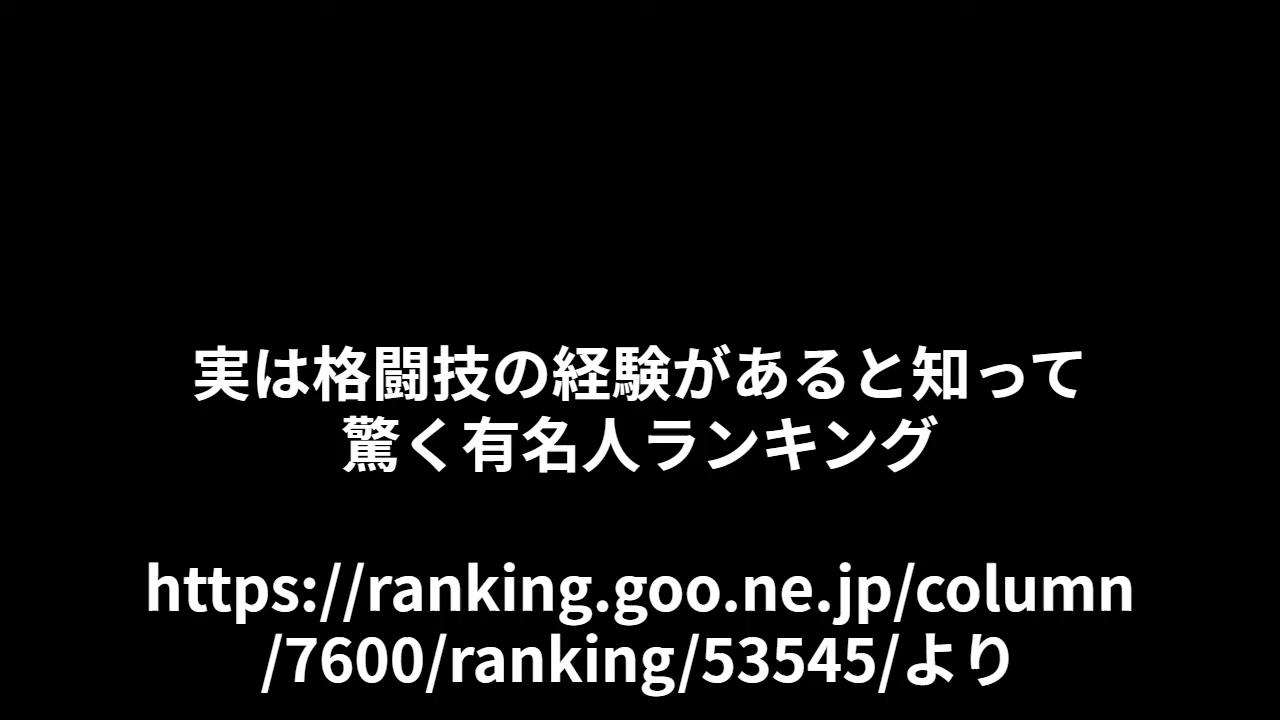 実は格闘技の経験があると知って
驚く有名人ランキング
https://ranking.goo.ne.jp/column
/7600/ranking/53545/より